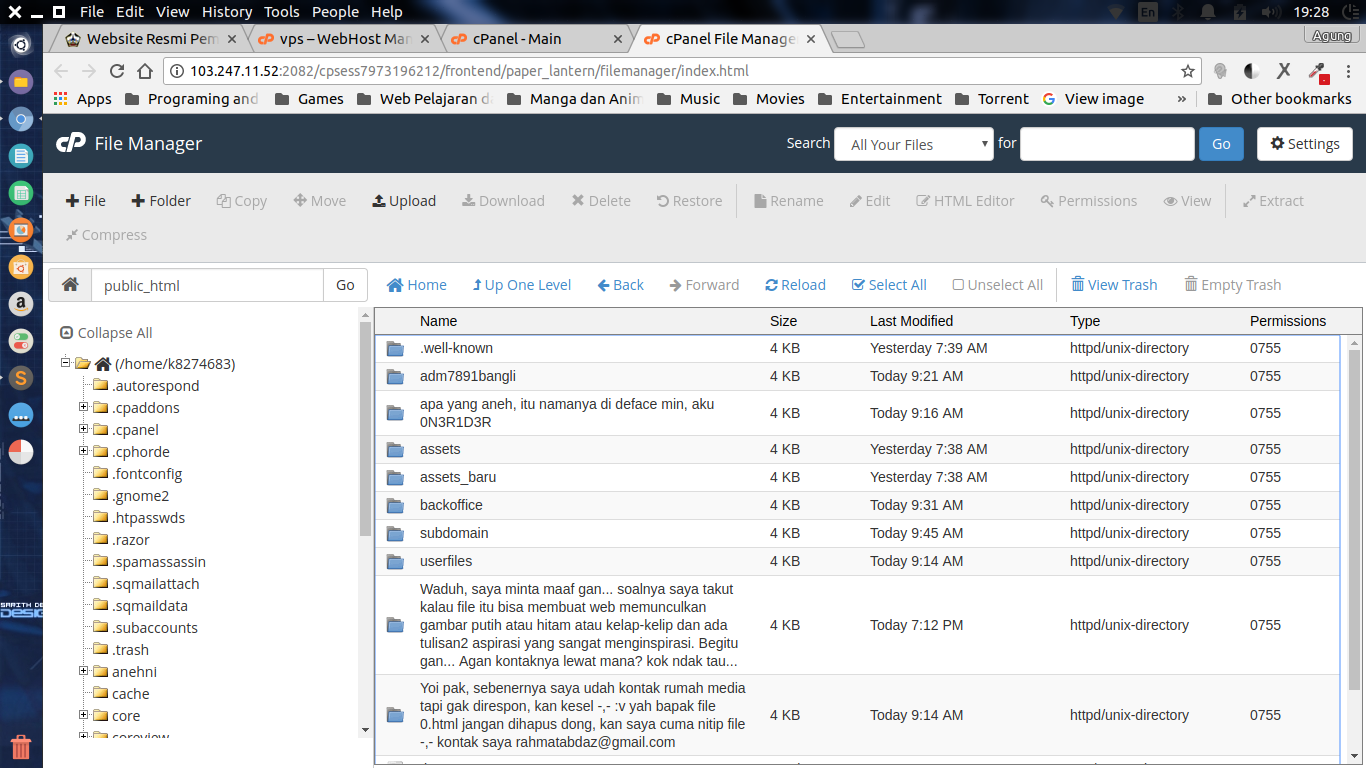 File Edit View History Tools People Help En 19:28
Website Resmi Pem vps – WebHost Man cPanel - Main cPanel File Manage Agung
103.247.11.52:2082/cpsess7973196212/frontend/paper_lantern/filemanager/index.html
Apps Programing and Games Web Pelajaran d Manga dan Anim Music Movies Entertainment Torrent View image » Other bookmarks
cP File Manager Search All Your Files for Go Settings
File Folder Copy Move Upload Download Delete Restore Rename Edit HTML Editor Permissions View Extract
Compress
public_html Go Home Up One Level Back Forward Reload Select All Unselect All View Trash Empty Trash
Collapse All
(/home/k8274683)
.autorespond
.cpaddons
.cpanel
.cphorde
.fontconfig
.gnome2
.htpasswds
.razor
.spamassassin
.sqmailattach
.sqmaildata
.subaccounts
.trash
anehni
cache
core
coreview
Name Size Last Modified Type Permissions
.well-known 4 KB Yesterday 7:39 AM httpd/unix-directory 0755
adm7891bangli 4 KB Today 9:21 AM httpd/unix-directory 0755
apa yang aneh, itu namanya di deface min, aku
0N3R1D3R 4 KB Today 9:16 AM httpd/unix-directory 0755
assets 4 KB Yesterday 7:38 AM httpd/unix-directory 0755
assets_baru 4 KB Yesterday 7:38 AM httpd/unix-directory 0755
backoffice 4 KB Today 9:31 AM httpd/unix-directory 0755
subdomain 4 KB Today 9:45 AM httpd/unix-directory 0755
userfiles 4 KB Today 9:14 AM httpd/unix-directory 0755
Waduh, saya minta maaf gan... soalnya saya takut
kalau file itu bisa membuat web memunculkan
gambar putih atau hitam atau kelap-kelip dan ada 4 KB Today 7:12 PM httpd/unix-directory 0755
tulisan2 aspirasi yang sangat menginspirasi. Begitu
gan... Agan kontaknya lewat mana? kok ndak tau...
Yoi pak, sebenernya saya udah kontak rumah media
tapi gak direspon, kan kesel -,- :v yah bapak file 4 KB Today 9:14 AM httpd/unix-directory 0755
0.html jangan dihapus dong, kan saya cuma nitip file
-,- kontak saya rahmatabdaz@gmail.com